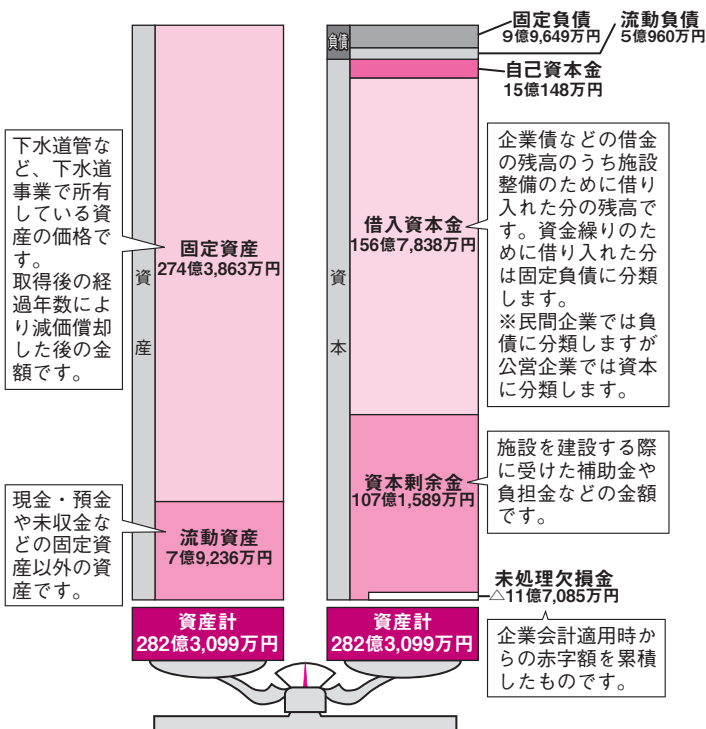 固定負債
9億9,649万円
流動負債
5億960万円
負債
自己資本金
15億148万円
下水道管な
ど、下水道
事業で所有
している資
産の価格で
す。
取得後の経
過年数によ
り減価償却
した後の金
額です。
資
産
固定資産
274億3,863万円
資
本
借入資本金
156億7,838万円
企業債などの借金
の残高のうち施設
整備のために借り
入れた分の残高で
す。資金繰りのた
めに借り入れた分
は固定負債に分類
します。
※民間企業では負
債に分類しますが
公営企業では資本
に分類します。
現金・預金
や未収金な
どの固定資
産以外の資
産です。
流動資産
7億9,236万円
資本剰余金
107億1,589万円
施設を建設する際
に受けた補助金や
負担金などの金額
です。
未処理欠損金
△11億7,085万円
資産計
282億3,099万円
資産計
282億3,099万円
企業会計適用時か
らの赤字額を累積
したものです。